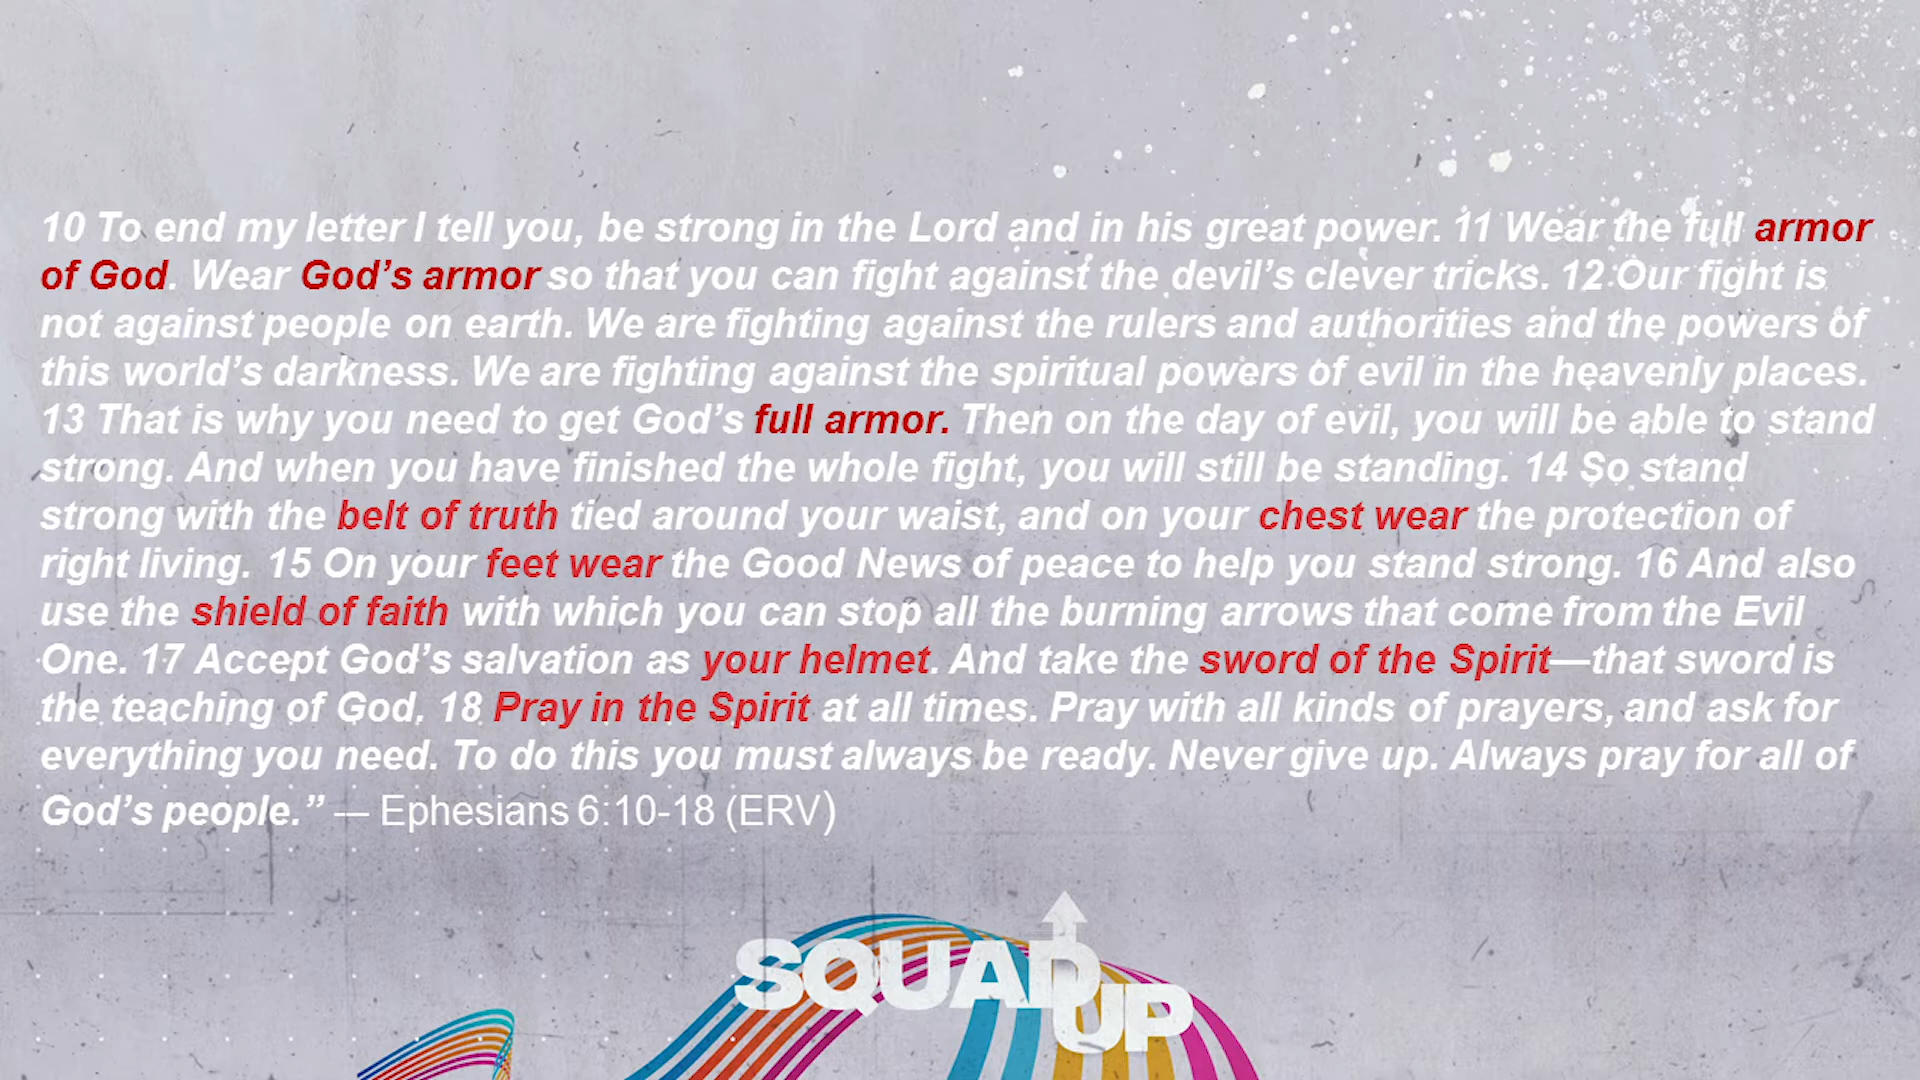 10 To end my letter I tell you, be strong in the Lord and in his great power. 11 Wear the full armor
of God. Wear God’s armor so that you can fight against the devil’s clever tricks. 12 Our fight is
not against people on earth. We are fighting against the rulers and authorities and the powers of
this world’s darkness. We are fighting against the spiritual powers of evil in the heavenly places.
13 That is why you need to get God’s full armor. Then on the day of evil, you will be able to stand
strong. And when you have finished the whole fight, you will still be standing. 14 So stand
strong with the belt of truth tied around your waist, and on your chest wear the protection of
right living. 15 On your feet wear the Good News of peace to help you stand strong. 16 And also
use the shield of faith with which you can stop all the burning arrows that come from the Evil
One. 17 Accept God’s salvation as your helmet. And take the sword of the Spirit—that sword is
the teaching of God. 18 Pray in the Spirit at all times. Pray with all kinds of prayers, and ask for
everything you need. To do this you must always be ready. Never give up. Always pray for all of
God’s people.” -– Ephesians 6:10-18 (ERV)
SQUAD
UP